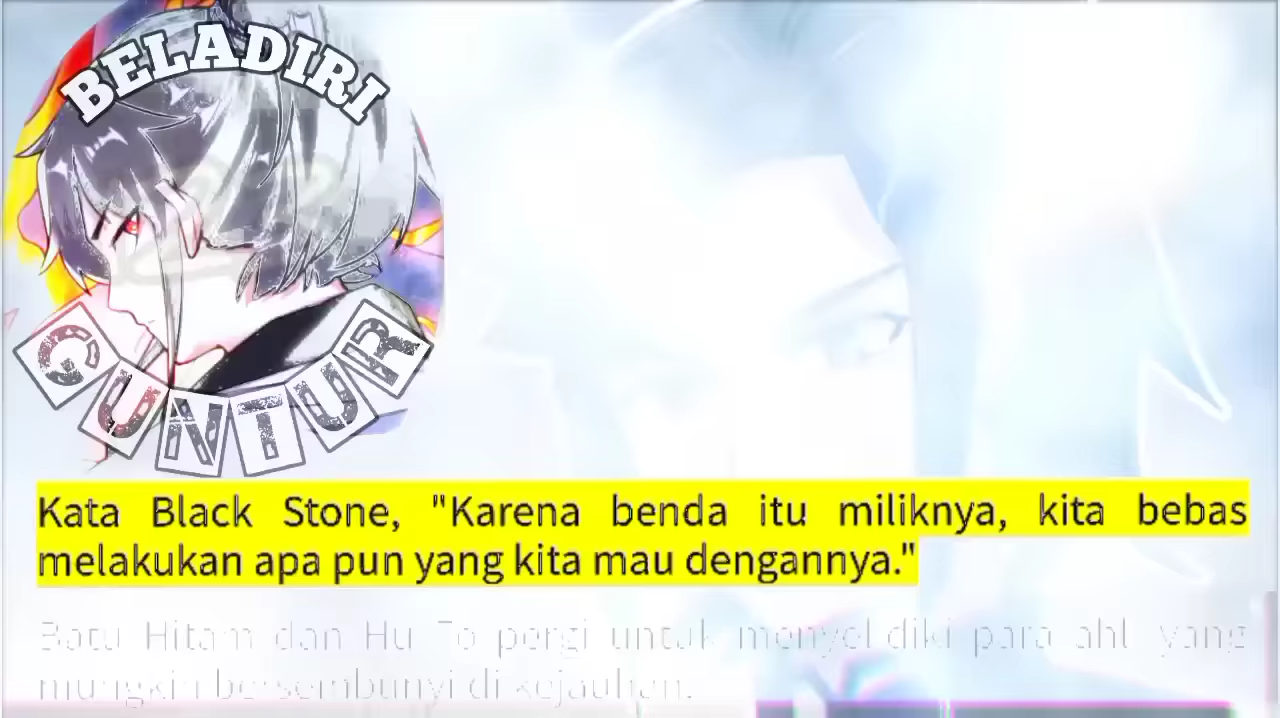 BELADIRI
GUNTUR
Kata Black Stone, "Karena benda itu miliknya, kita bebas
melakukan apa pun yang kita mau dengannya."
Batu Hitam dan Hu To pergi untuk menyelidiki para ahli yang
mungkin bersembunyi di kejauhan.